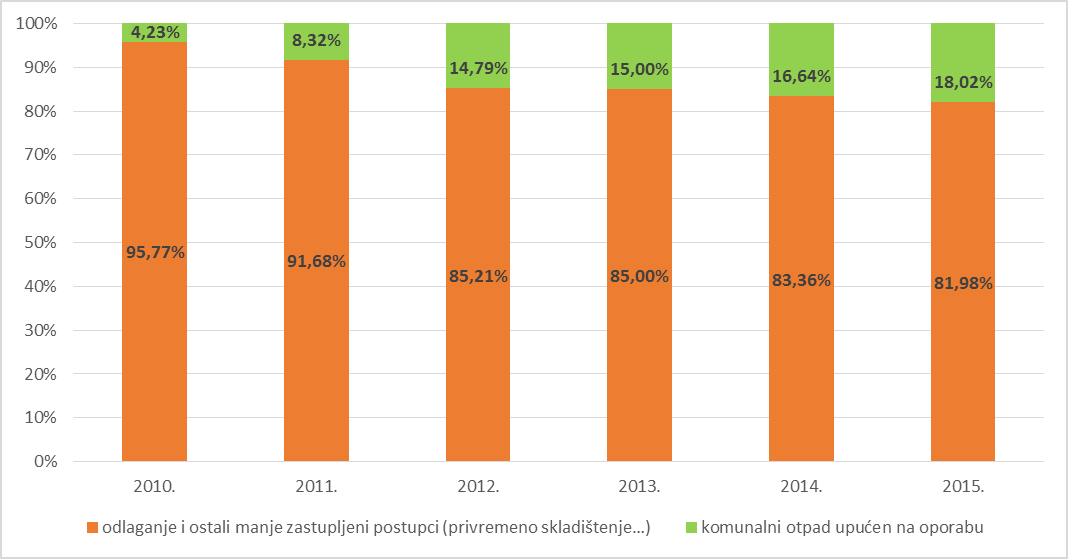 100%
90%
80%
70%
60%
50%
40%
30%
20%
10%
0%
4,23% 8,32% 14,79% 15,00% 16,64% 18,02%
95,77% 91,68% 85,21% 85,00% 83,36% 81,98%
2010. 2011. 2012. 2013. 2014. 2015.
odlaganje i ostali manje zastupljeni postupci (privremeno skladištenje...) komunalni otpad upućen na oporabu